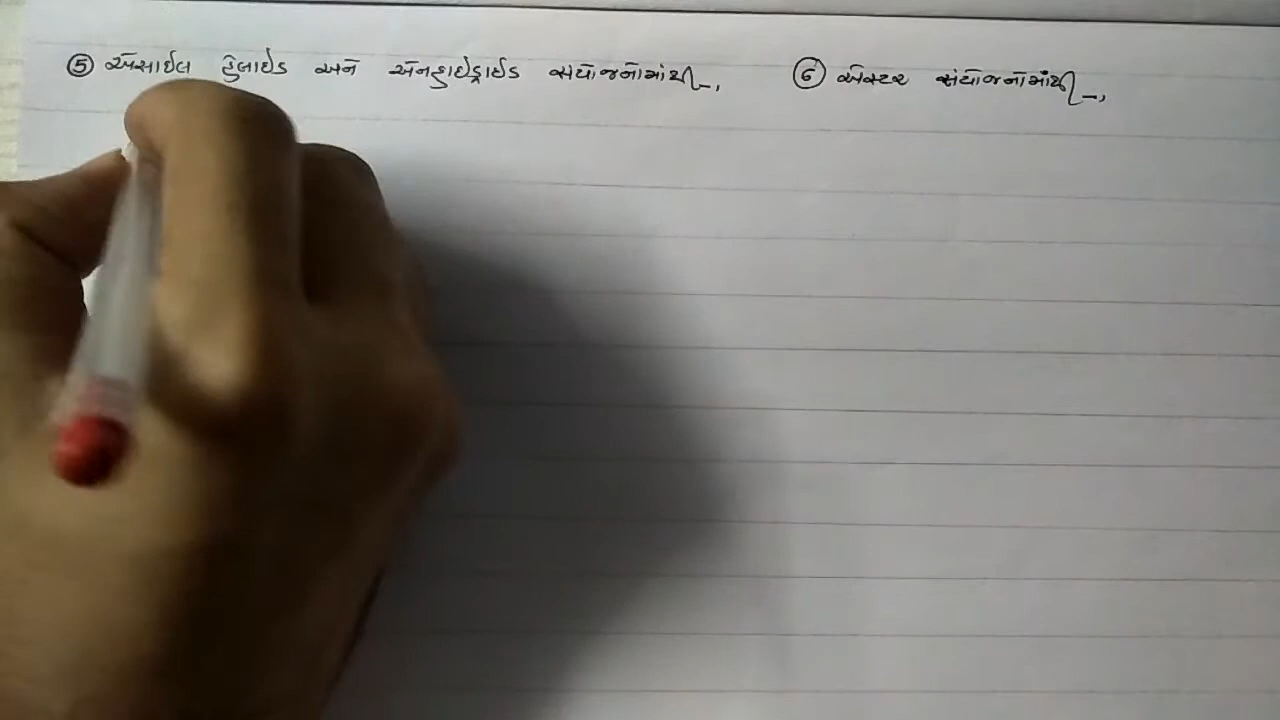 ⑤ એસાઈલ હેલાઈડ અને એનહાઈડ્રાઈડ સંયોજનોમાંથી_,
⑥ એસ્ટર સંયોજનોમાંથી_,